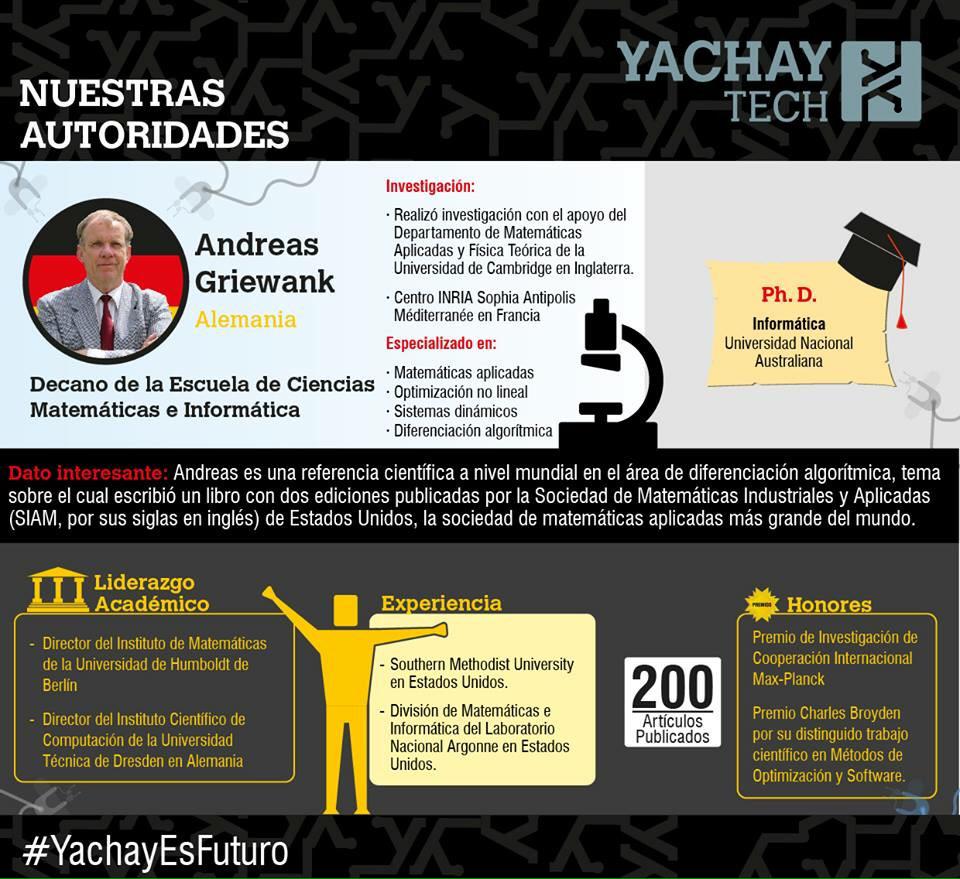 YACHAY
TECH
NUESTRAS
AUTORIDADES
Andreas
Griewank
Alemania
Decano de la Escuela de Ciencias
Matemáticas e Informática
Investigación:
· Realizó investigación con el apoyo del
Departamento de Matemáticas
Aplicadas y Física Teórica de la
Universidad de Cambridge en Inglaterra.
· Centro INRIA Sophia Antipolis
Méditerranée en Francia
Especializado en:
· Matemáticas aplicadas
· Optimización no lineal
· Sistemas dinámicos
· Diferenciación algorítmica
Ph. D.
Informática
Universidad Nacional
Australiana
Dato interesante: Andreas es una referencia científica a nivel mundial en el área de diferenciación algorítmica, tema
sobre el cual escribió un libro con dos ediciones publicadas por la Sociedad de Matemáticas Industriales y Aplicadas
(SIAM, por sus siglas en inglés) de Estados Unidos, la sociedad de matemáticas aplicadas más grande del mundo.
Liderazgo
Académico
- Director del Instituto de Matemáticas
de la Universidad de Humboldt de
Berlín
- Director del Instituto Científico de
Computación de la Universidad
Técnica de Dresden en Alemania
Experiencia
- Southern Methodist University
en Estados Unidos.
- División de Matemáticas e
Informática del Laboratorio
Nacional Argonne en Estados
Unidos.
200
Artículos
Publicados
PREMIOS
Honores
Premio de Investigación de
Cooperación Internacional
Max-Planck
Premio Charles Broyden
por su distinguido trabajo
científico en Métodos de
Optimización y Software.
#YachayEsFuturo